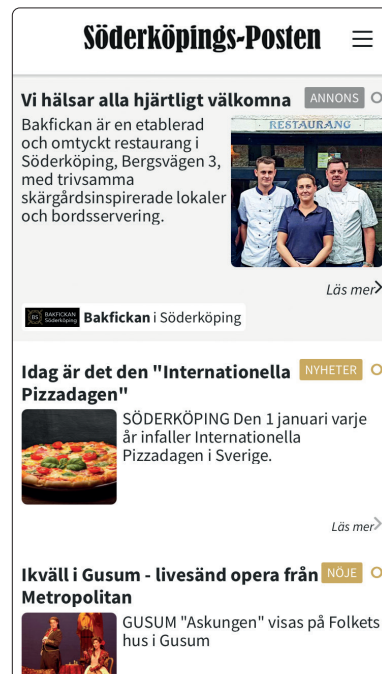 Söderköpings-Posten
Vi hälsar alla hjärtligt välkomna
ANNONS
Bakfickan är en etablerad
och omtyckt restaurang i
Söderköping, Bergsvägen 3,
med trivsamma
skärgårdsinspirerade lokaler
och bordsservering.
RESTAURANG
Läs mer
BS BAKFICKAN
Söderköping
Bakfickan i Söderköping
Idag är det den "Internationella
Pizzadagen"
NYHETER
SÖDERKÖPING Den 1 januari varje
år infaller Internationella
Pizzadagen i Sverige.
Läs mer
Ikväll i Gusum - livesänd opera från
Metropolitan
NÖJE
GUSUM "Askungen" visas på Folkets
hus i Gusum